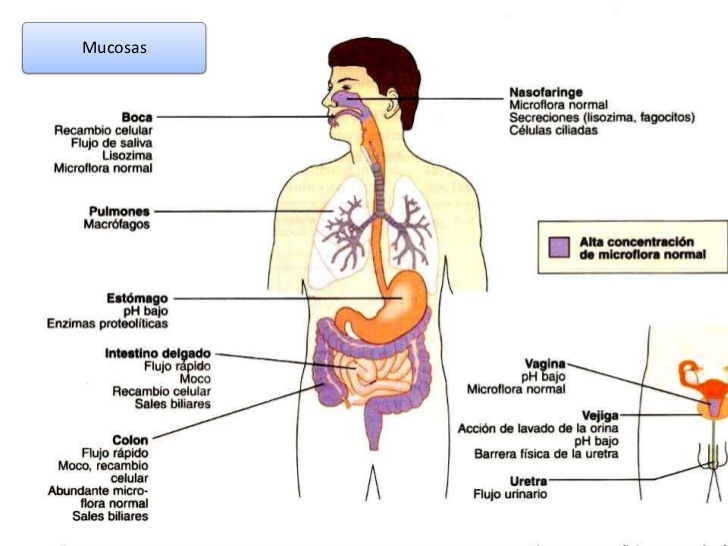 Mucosas
Boca
Recambio celular
Flujo de saliva
Lisozima
Microflora normal
Pulmones
Macrófagos
Estómago
pH bajo
Enzimas proteolíticas
Intestino delgado
Flujo rápido
Moco
Recambio celular
Sales biliares
Colon
Flujo rápido
Moco, recambio
celular
Abundante micro-
flora normal
Sales biliares
Nasofaringe
Microflora normal
Secreciones (lisozima, fagocitos)
Células ciliadas
Alta concentración
de microflora normal
Vagina
pH bajo
Microflora normal
Vejiga
Acción de lavado de la orina
pH bajo
Barrera física de la uretra
Uretra
Flujo urinario